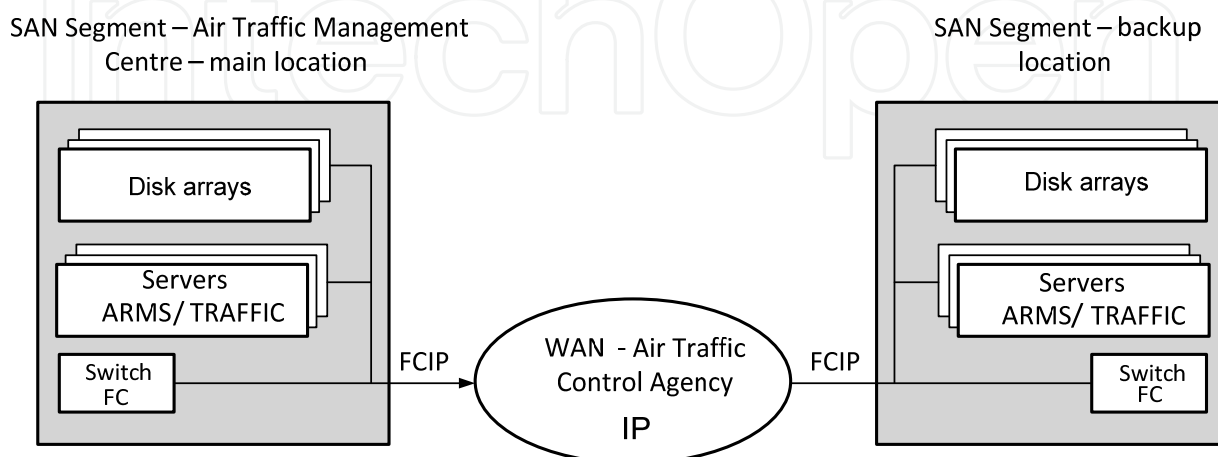 IntechOpen
SAN Segment – Air Traffic Management
Centre – main location
SAN Segment – backup
location
Disk arrays
Servers
ARMS/ TRAFFIC
Switch
FC
FCIP
WAN - Air Traffic
Control Agency
IP
FCIP
Disk arrays
Servers
ARMS/ TRAFFIC
Switch
FC